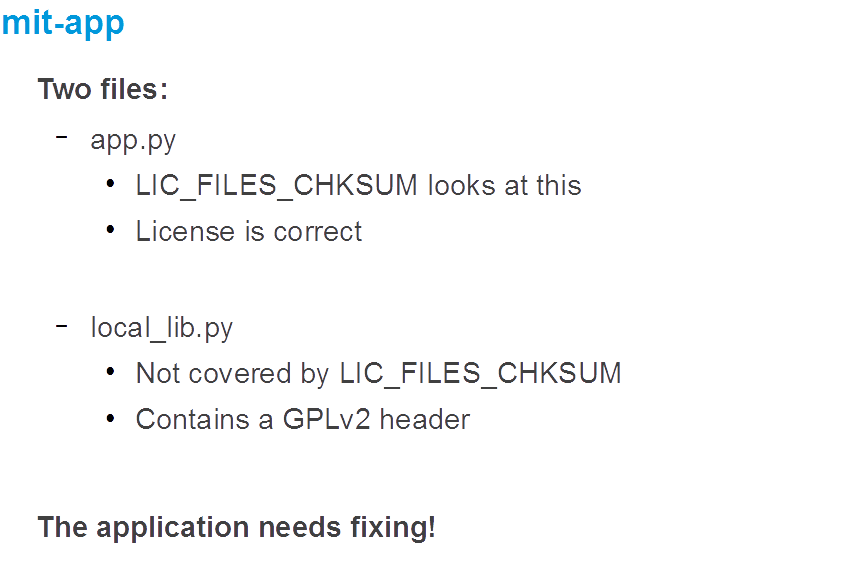 mit-app
Two files:
– app.py
• LIC_FILES_CHKSUM looks at this
• License is correct
– local_lib.py
• Not covered by LIC_FILES_CHKSUM
• Contains a GPLv2 header
The application needs fixing!